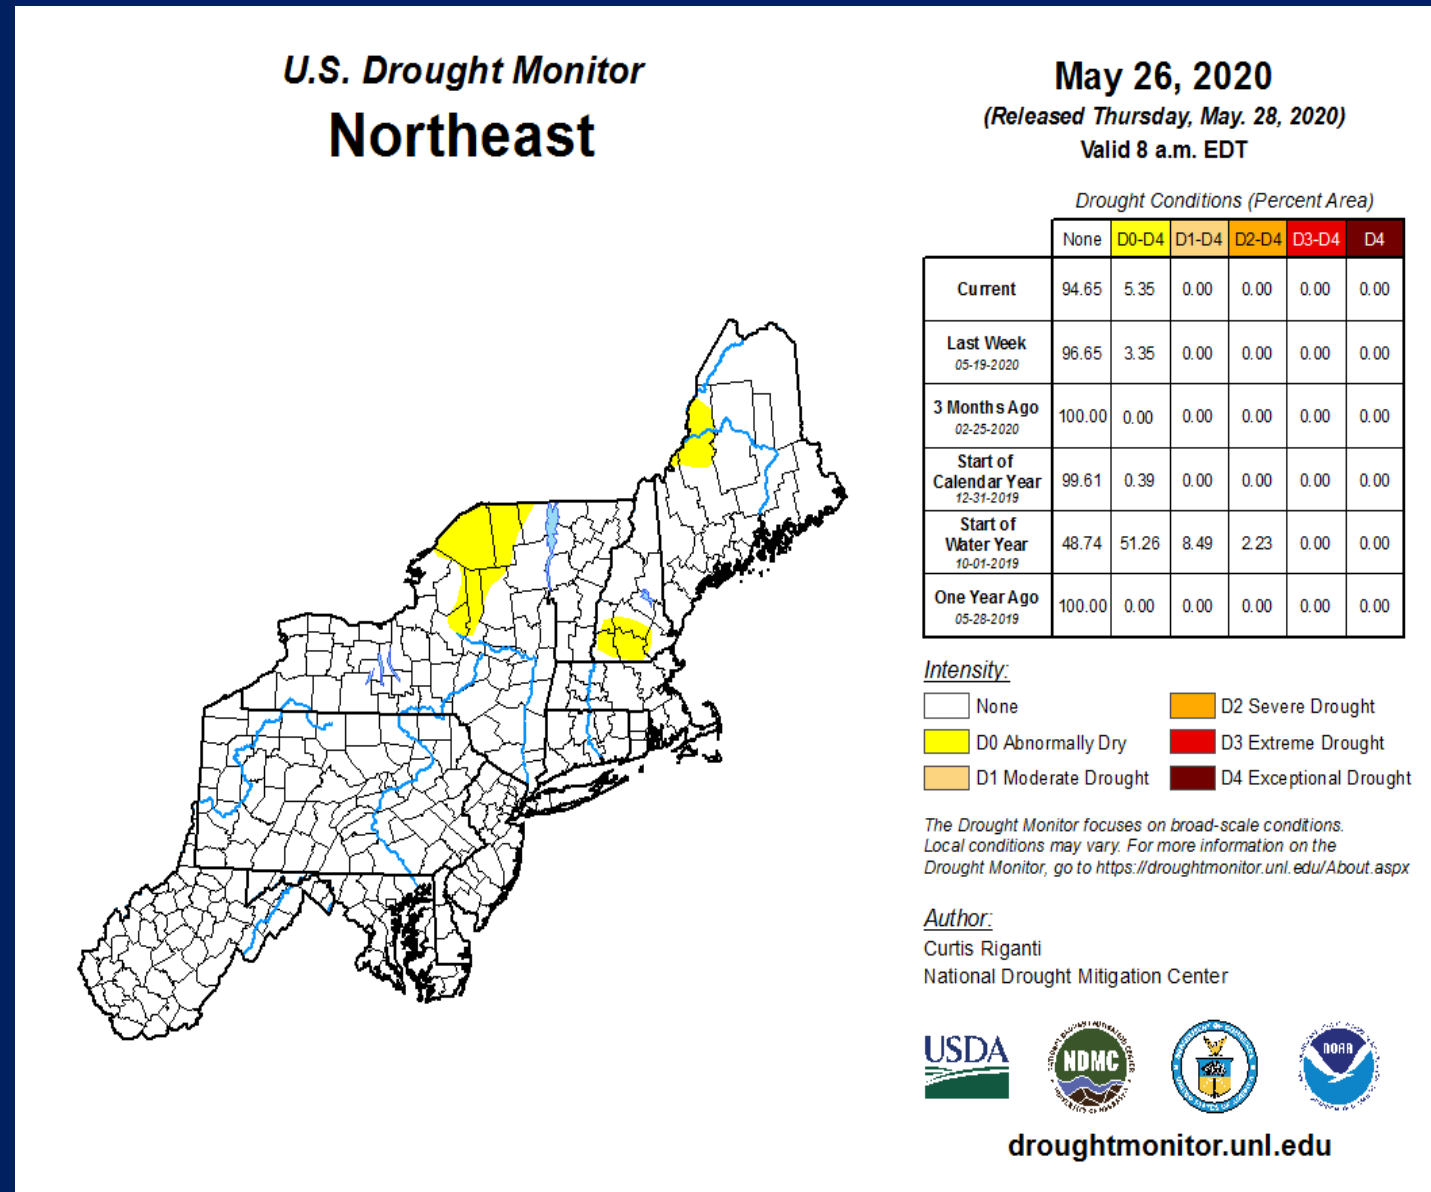 U.S. Drought Monitor
Northeast
May 26, 2020
(Released Thursday, May. 28, 2020)
Valid 8 a.m. EDT
Drought Conditions (Percent Area)
None D0-D4 D1-D4 D2-D4 D3-D4 D4
Current 94.65 5.35 0.00 0.00 0.00 0.00
Last Week
05-19-2020 96.65 3.35 0.00 0.00 0.00 0.00
3 Months Ago
02-25-2020 100.00 0.00 0.00 0.00 0.00 0.00
Start of
Calendar Year
12-31-2019 99.61 0.39 0.00 0.00 0.00 0.00
Start of
Water Year
10-01-2019 48.74 51.26 8.49 2.23 0.00 0.00
One Year Ago
05-28-2019 100.00 0.00 0.00 0.00 0.00 0.00
Intensity:
None
D0 Abnormally Dry
D1 Moderate Drought
D2 Severe Drought
D3 Extreme Drought
D4 Exceptional Drought
The Drought Monitor focuses on broad-scale conditions.
Local conditions may vary. For more information on the
Drought Monitor, go to https://droughtmonitor.unl.edu/About.aspx
Author:
Curtis Riganti
National Drought Mitigation Center
USDA
NDMC
NOAA
droughtmonitor.unl.edu